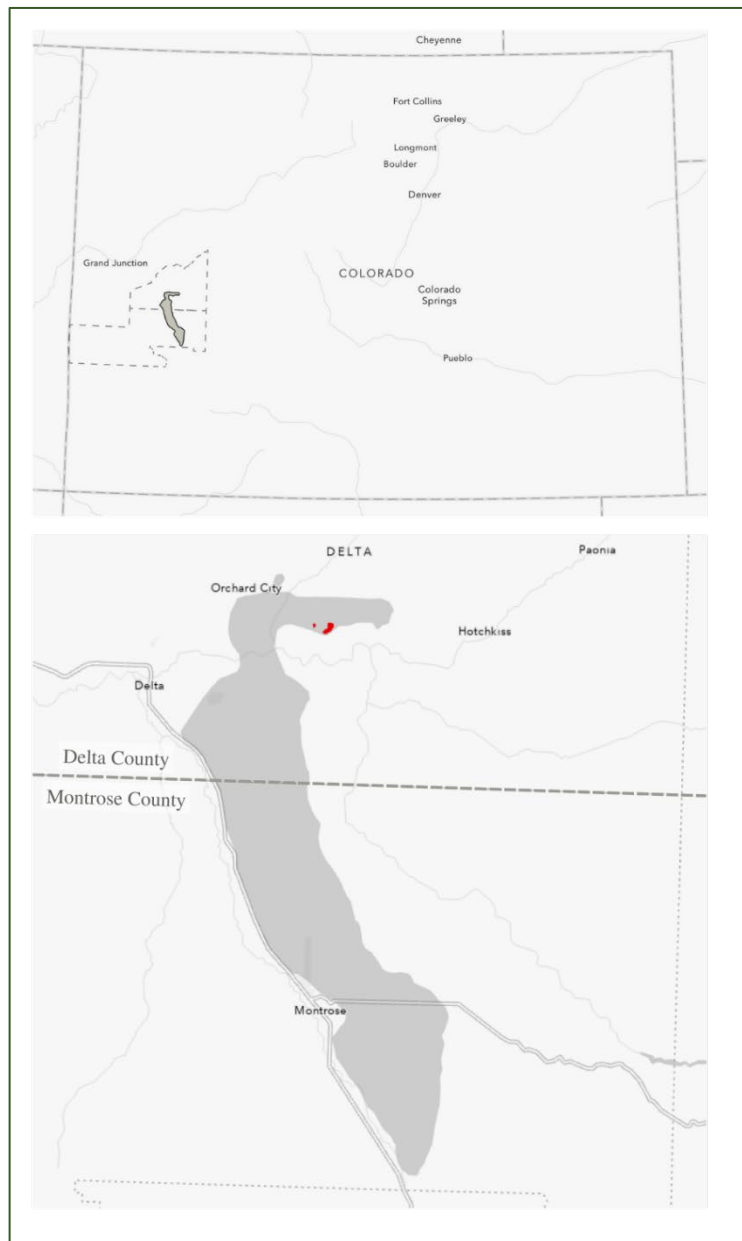 Cheyenne
Fort Collins
Greeley
Longmont
Boulder
Denver
Grand Junction
COLORADO
Colorado
Springs
Pueblo
DELTA
Paonia
Orchard City
Hotchkiss
Delta
Delta County
Montrose County
Montrose